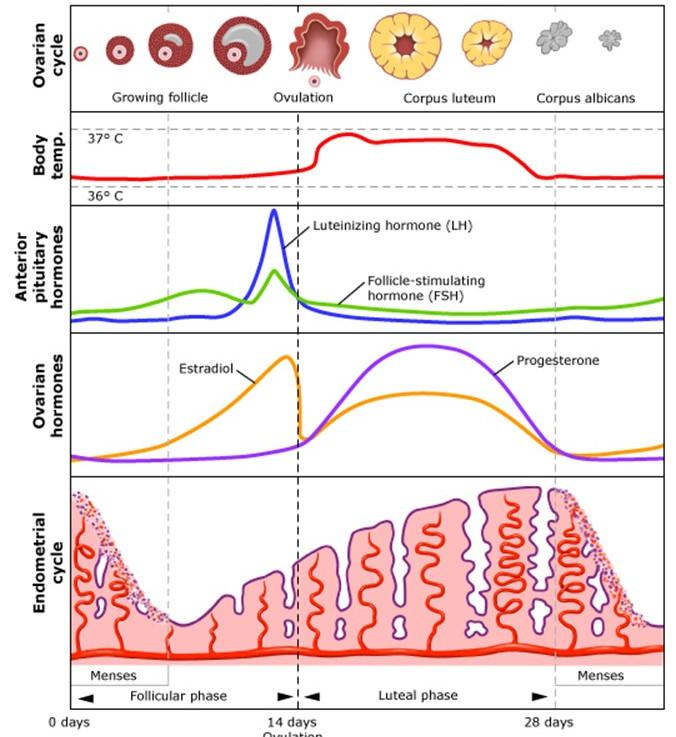 Ovarian
cycle
Growing follicle
Ovulation
Corpus luteum
Corpus albicans
Body
temp.
37° C
36° C
Anterior
pituitary
hormones
Luteinizing hormone (LH)
Follicle-stimulating
hormone (FSH)
Ovarian
hormones
Estradiol
Progesterone
Endometrial
cycle
Menses
Menses
Follicular phase
Luteal phase
0 days
14 days
28 days
Ovulation